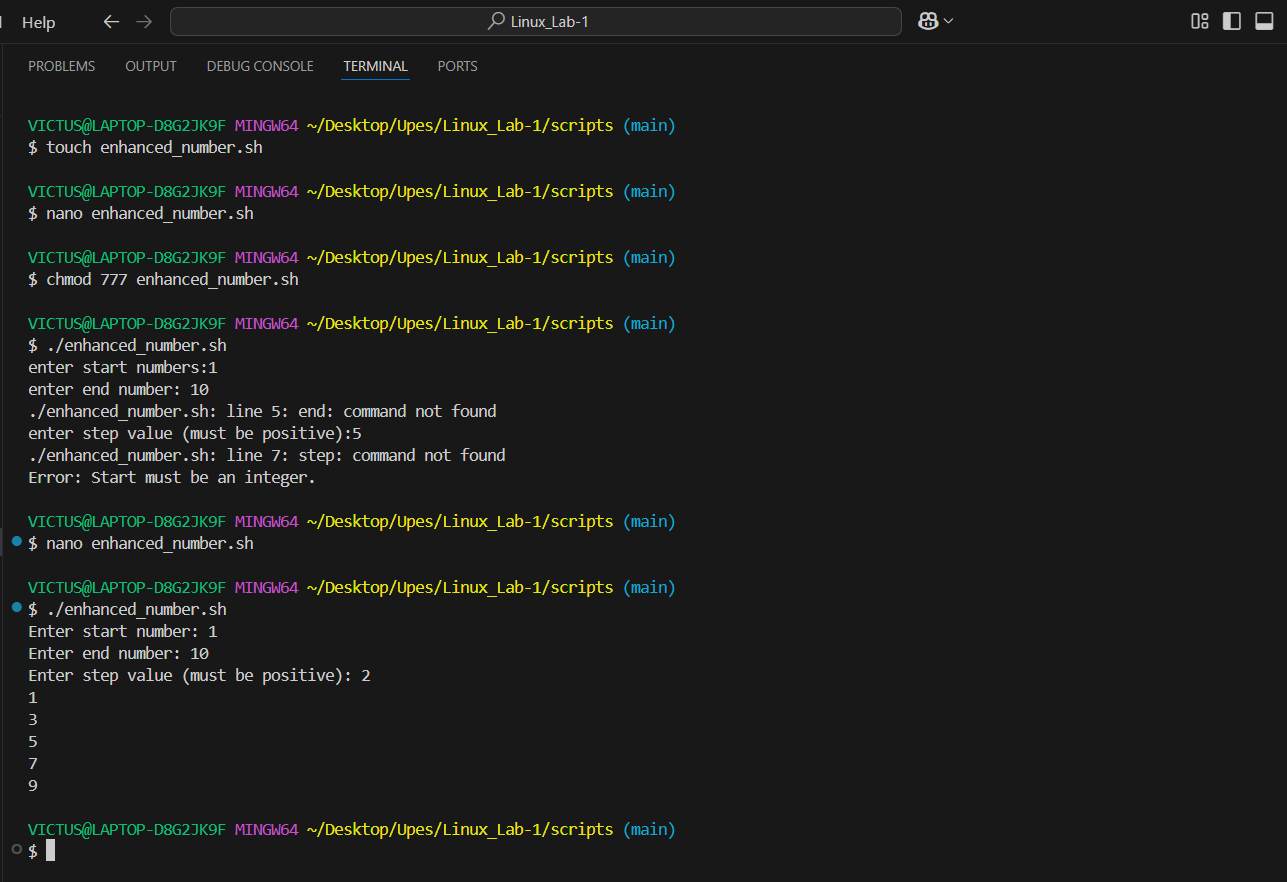 Help Linux_Lab-1
PROBLEMS OUTPUT DEBUG CONSOLE TERMINAL PORTS
VICTUS@LAPTOP-D8G2JK9F MINGW64 ~/Desktop/Upes/Linux_Lab-1/scripts (main)
$ touch enhanced_number.sh
VICTUS@LAPTOP-D8G2JK9F MINGW64 ~/Desktop/Upes/Linux_Lab-1/scripts (main)
$ nano enhanced_number.sh
VICTUS@LAPTOP-D8G2JK9F MINGW64 ~/Desktop/Upes/Linux_Lab-1/scripts (main)
$ chmod 777 enhanced_number.sh
VICTUS@LAPTOP-D8G2JK9F MINGW64 ~/Desktop/Upes/Linux_Lab-1/scripts (main)
$ ./enhanced_number.sh
enter start numbers:1
enter end number: 10
./enhanced_number.sh: line 5: end: command not found
enter step value (must be positive):5
./enhanced_number.sh: line 7: step: command not found
Error: Start must be an integer.
VICTUS@LAPTOP-D8G2JK9F MINGW64 ~/Desktop/Upes/Linux_Lab-1/scripts (main)
$ nano enhanced_number.sh
VICTUS@LAPTOP-D8G2JK9F MINGW64 ~/Desktop/Upes/Linux_Lab-1/scripts (main)
$ ./enhanced_number.sh
Enter start number: 1
Enter end number: 10
Enter step value (must be positive): 2
1
3
5
7
9
VICTUS@LAPTOP-D8G2JK9F MINGW64 ~/Desktop/Upes/Linux_Lab-1/scripts (main)
$